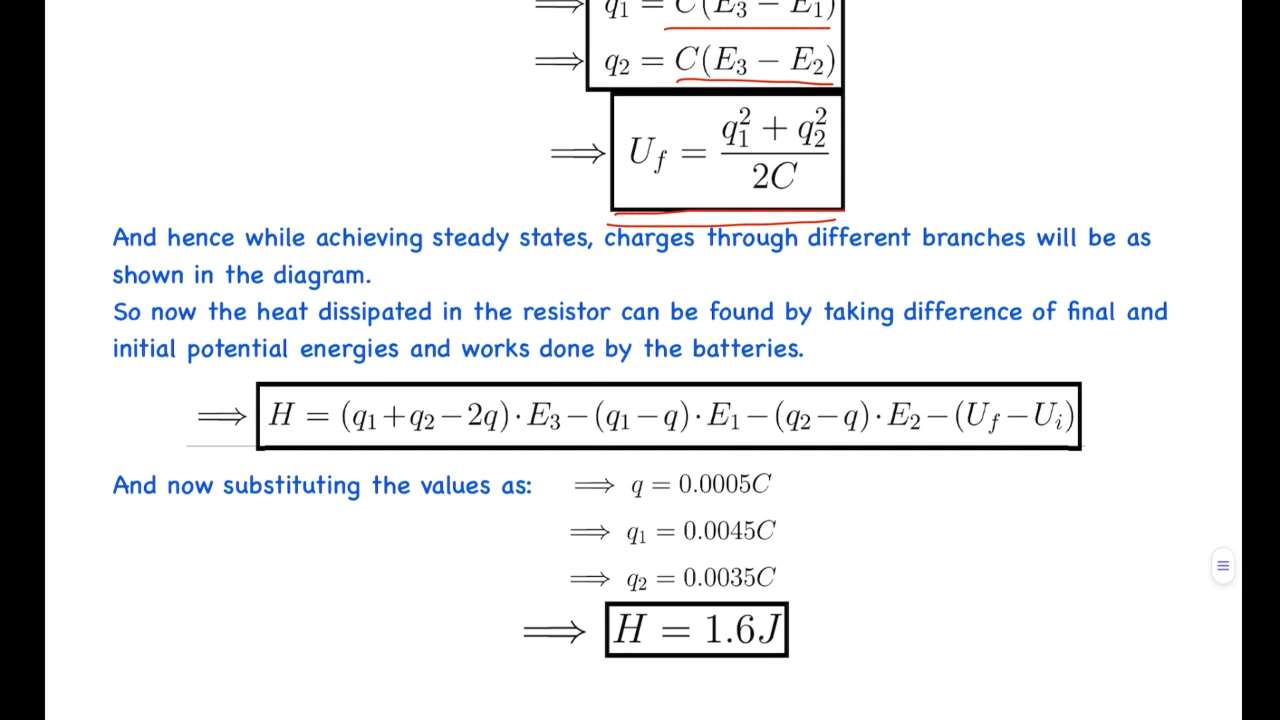 ⟹ q₁ = C(E₃ − E₁)
⟹ q₂ = C(E₃ − E₂)
⟹ U_f = (q₁² + q₂²)/2C
And hence while achieving steady states, charges through different branches will be as
shown in the diagram.
So now the heat dissipated in the resistor can be found by taking difference of final and
initial potential energies and works done by the batteries.
⟹ H = (q₁+q₂−2q)·E₃−(q₁−q)·E₁−(q₂−q)·E₂−(U_f−U_i)
And now substituting the values as: ⟹ q = 0.0005C
⟹ q₁ = 0.0045C
⟹ q₂ = 0.0035C
⟹ H = 1.6J